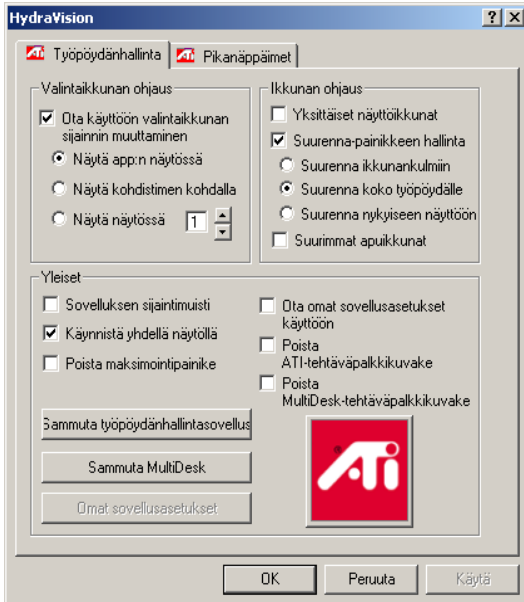 HydraVision
Työpöydänhallinta
Pikanäppäimet
Valintaikkunan ohjaus
Ota käyttöön valintaikkunan
sijainnin muuttaminen
Näytä app:n näytössä
Näytä kohdistimen kohdalla
Näytä näytössä 1
Ikkunan ohjaus
Yksittäiset näyttöikkunat
Suurenna-painikkeen hallinta
Suurenna ikkunankulmiin
Suurenna koko työpöydälle
Suurenna nykyiseen näyttöön
Suurimmat apuikkunat
Yleiset
Sovelluksen sijaintimuisti
Käynnistä yhdellä näytöllä
Poista maksimointipainike
Ota omat sovellusasetukset
käyttöön
Poista
ATI-tehtäväpalkkikuvake
Poista
MultiDesk-tehtäväpalkkikuvake
Sammuta työpöydänhallintasovellus
Sammuta MultiDesk
Omat sovellusasetukset
ATI
OK
Peruuta
Käytä